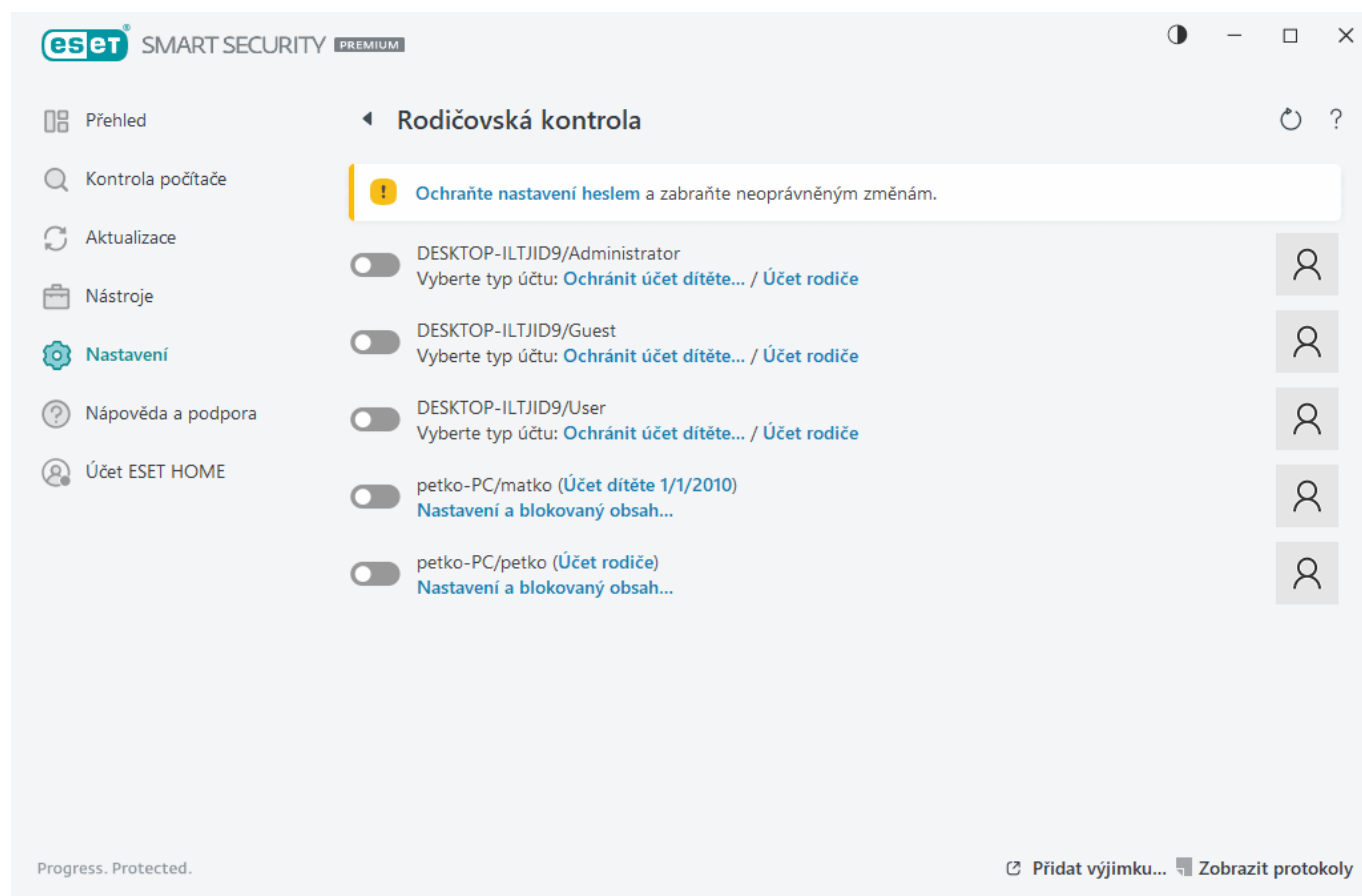 eset® SMART SECURITY PREMIUM
Přehled
Kontrola počítače
Aktualizace
Nástroje
Nastavení
Nápověda a podpora
Účet ESET HOME
Rodičovská kontrola
?
Ochraňte nastavení heslem a zabraňte neoprávněným změnám.
DESKTOP-ILTJID9/Administrator
Vyberte typ účtu: Ochránit účet dítěte... / Účet rodiče
DESKTOP-ILTJID9/Guest
Vyberte typ účtu: Ochránit účet dítěte... / Účet rodiče
DESKTOP-ILTJID9/User
Vyberte typ účtu: Ochránit účet dítěte... / Účet rodiče
petko-PC/matko (Účet dítěte 1/1/2010)
Nastavení a blokovaný obsah...
petko-PC/petko (Účet rodiče)
Nastavení a blokovaný obsah...
Progress. Protected.
Přidat výjimku... Zobrazit protokoly